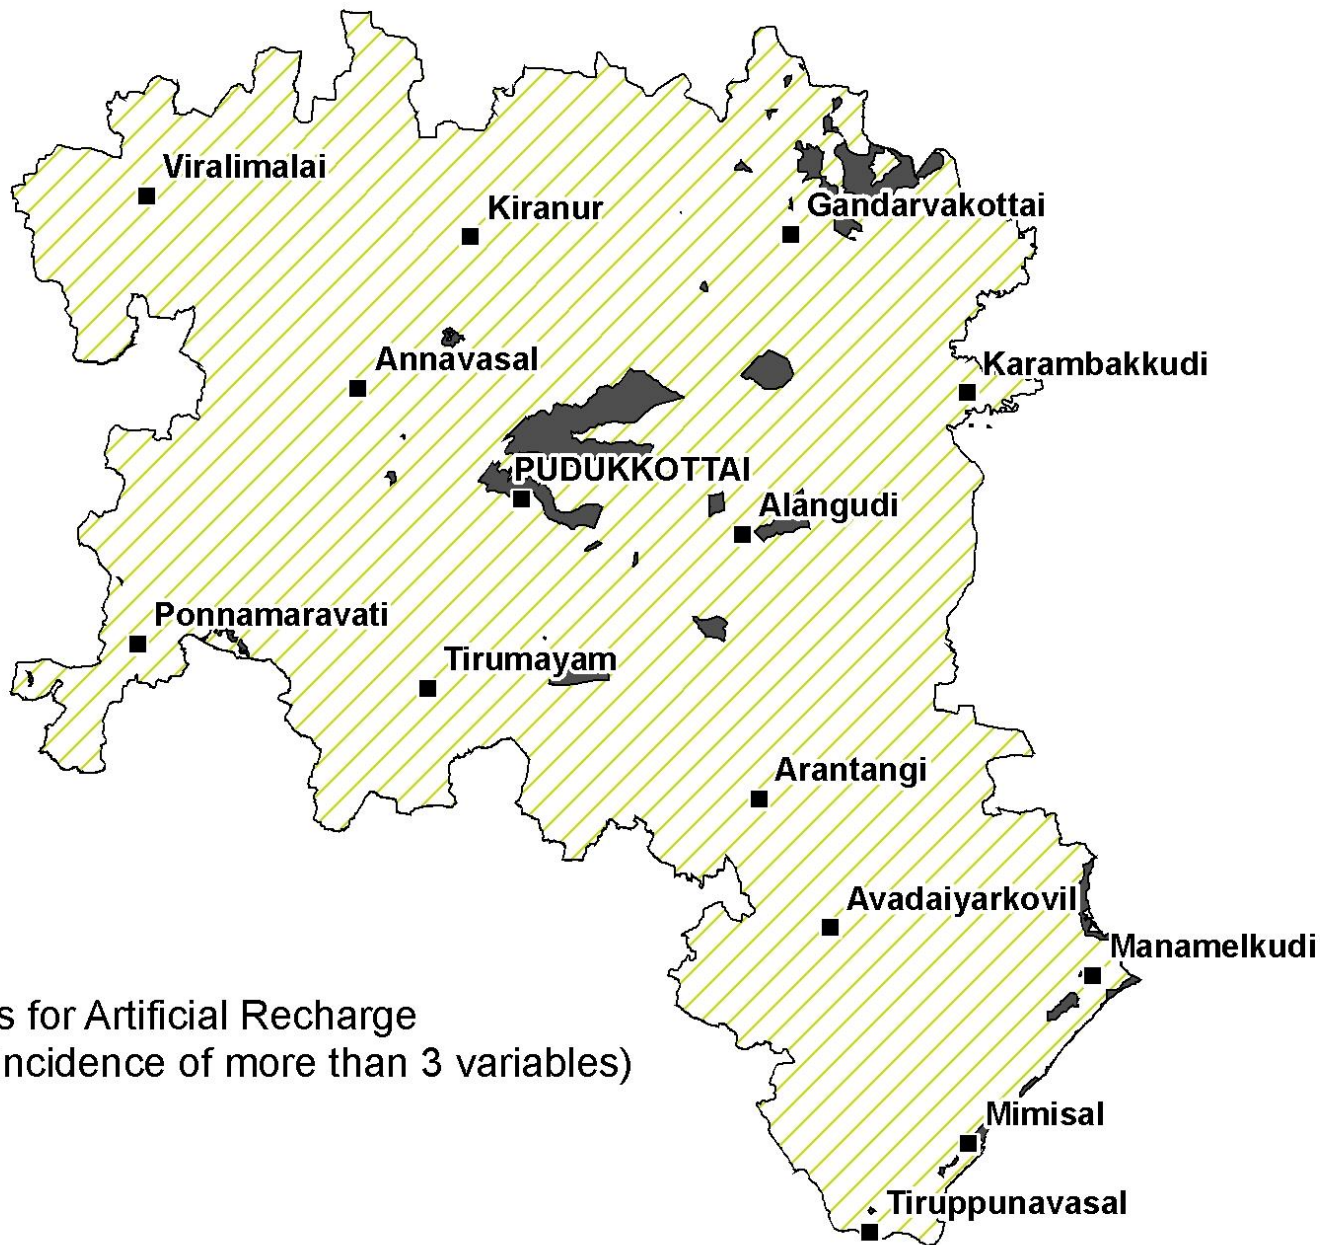 Viralimalai
Kiranur
Gandarvakottai
Annavasal
Karambakkudi
PUDUKKOTTAI
Alangudi
Ponnamaravati
Tirumayam
Arantangi
Avadaiyarkovil
Manamelkudi
s for Artificial Recharge
ncidence of more than 3 variables)
Mimisal
Tiruppunavasal